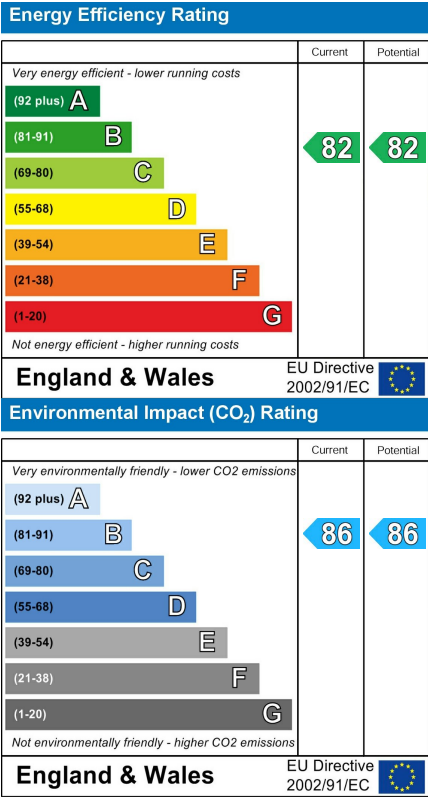 Energy Efficiency Rating
Current Potential
Very energy efficient - lower running costs
(92 plus) A
(81-91) B
82 82
(69-80) C
(55-68) D
(39-54) E
(21-38) F
(1-20) G
Not energy efficient - higher running costs
England & Wales
EU Directive
2002/91/EC
Environmental Impact (CO₂) Rating
Current Potential
Very environmentally friendly - lower CO2 emissions
(92 plus) A
(81-91) B
86 86
(69-80) C
(55-68) D
(39-54) E
(21-38) F
(1-20) G
Not environmentally friendly - higher CO2 emissions
England & Wales
EU Directive
2002/91/EC